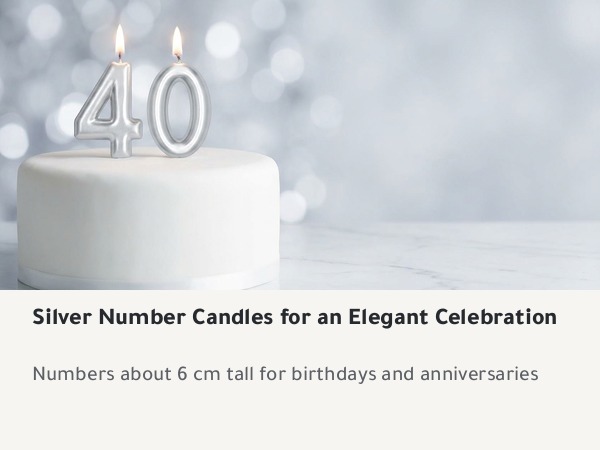 40
Silver Number Candles for an Elegant Celebration
Numbers about 6 cm tall for birthdays and anniversaries